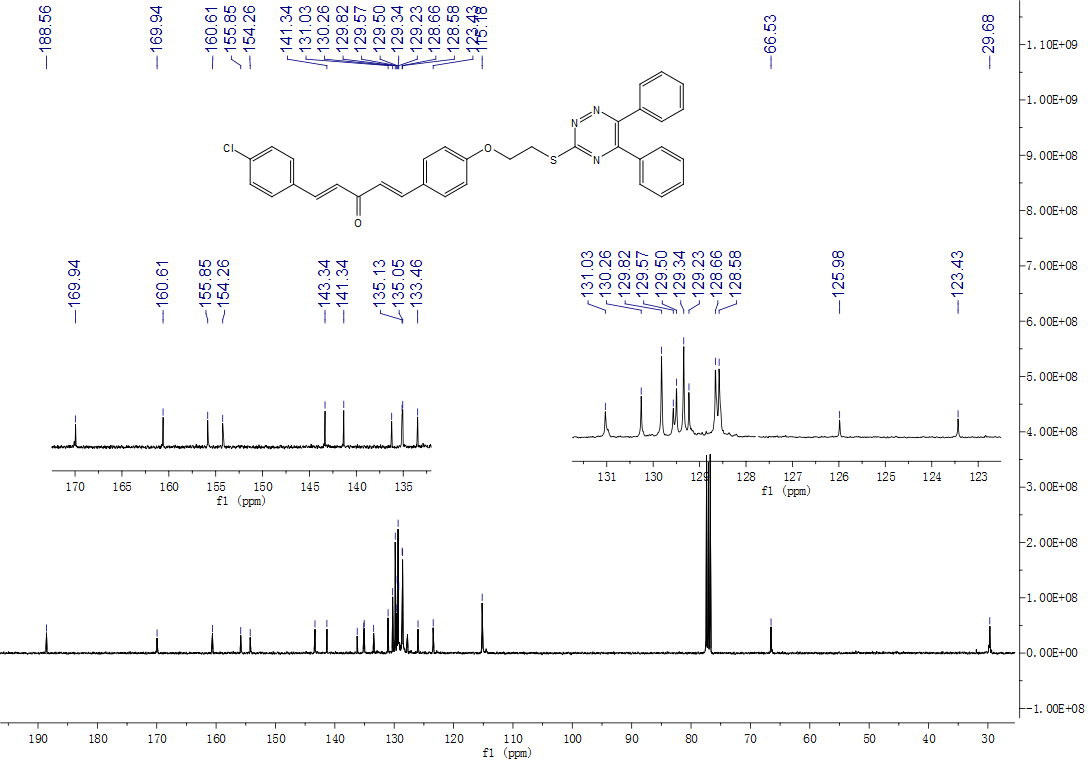 188.56
169.94
160.61
155.85
154.26
141.34
131.03
130.26
129.82
129.57
129.50
129.34
129.23
128.66
128.58
123.43
115.18
66.53
29.68
1.10E+09
1.00E+09
9.00E+08
8.00E+08
7.00E+08
6.00E+08
5.00E+08
4.00E+08
3.00E+08
2.00E+08
1.00E+08
0.00E+00
-1.00E+08
Cl
O
O
S
N
N
N
169.94
160.61
155.85
154.26
143.34
141.34
135.13
135.05
133.46
170 165 160 155 150 145 140 135
f1 (ppm)
131.03
130.26
129.82
129.57
129.50
129.34
129.23
128.66
128.58
125.98
123.43
131 130 129 128 127 126 125 124 123
f1 (ppm)
190 180 170 160 150 140 130 120 110 100 90 80 70 60 50 40 30
f1 (ppm)